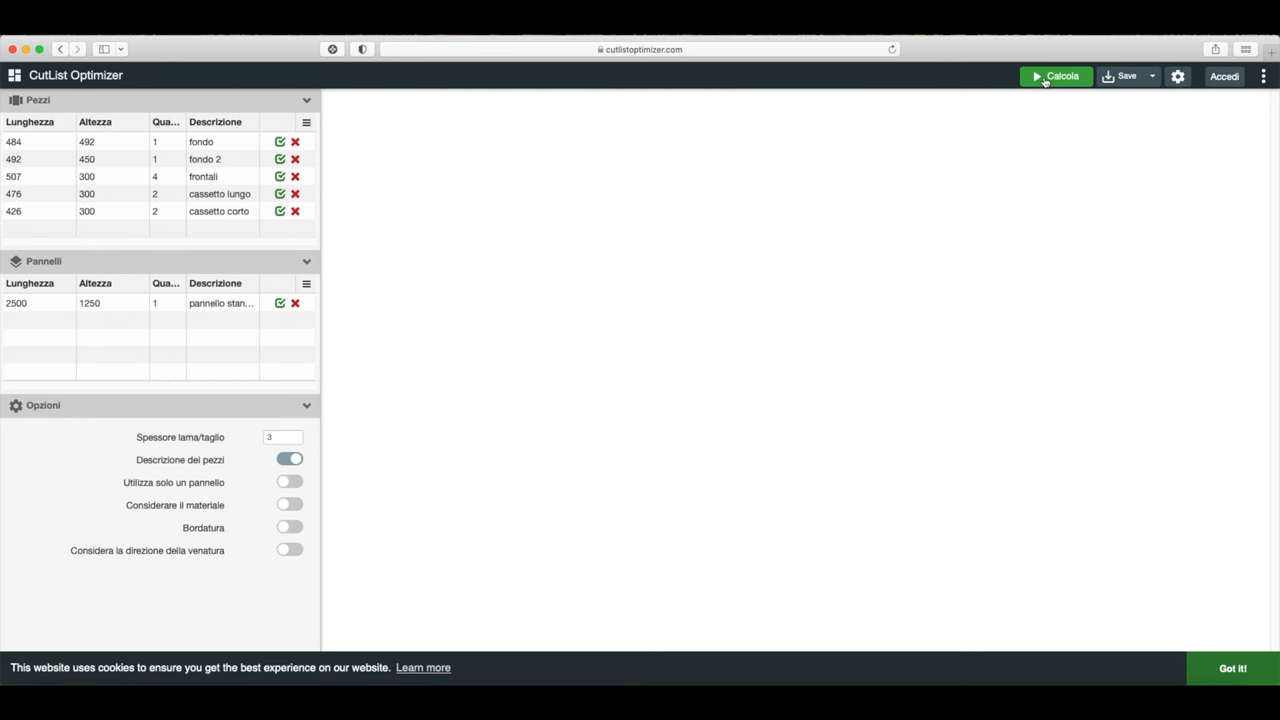 cutlistoptimizer.com
CutList Optimizer
Calcola
Save
Accedi
Pezzi
Lunghezza Altezza Qua... Descrizione
484 492 1 fondo
492 450 1 fondo 2
507 300 4 frontali
476 300 2 cassetto lungo
426 300 2 cassetto corto
Pannelli
Lunghezza Altezza Qua... Descrizione
2500 1250 1 pannello stan...
Opzioni
Spessore lama/taglio 3
Descrizione dei pezzi
Utilizza solo un pannello
Considerare il materiale
Bordatura
Considera la direzione della venatura
This website uses cookies to ensure you get the best experience on our website. Learn more
Got it!